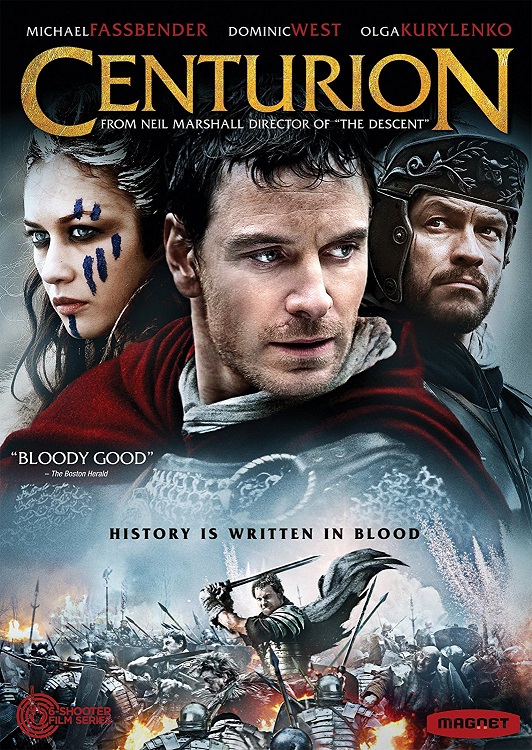 MICHAELFASSBENDER DOMINICWEST OLGAKURYLENKO
CENTURION
FROM NEIL MARSHALL DIRECTOR OF "THE DESCENT"
"BLOODY GOOD"
– The Boston Herald
HISTORY IS WRITTEN IN BLOOD
6-SHOOTER
FILM SERIES
MAGNET